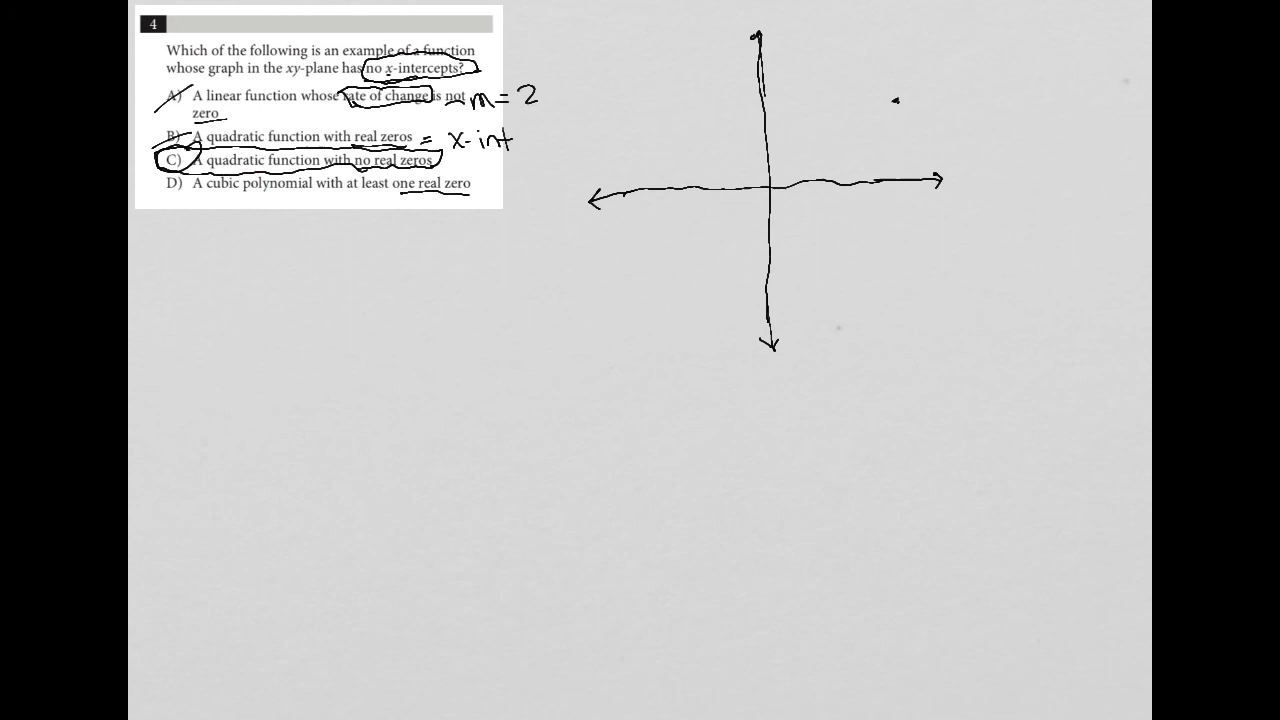 4
Which of the following is an example of a function
whose graph in the xy-plane has no x-intercepts?
A) A linear function whose rate of change is not
zero
m = 2
B) A quadratic function with real zeros
= x-int
C) A quadratic function with no real zeros
D) A cubic polynomial with at least one real zero